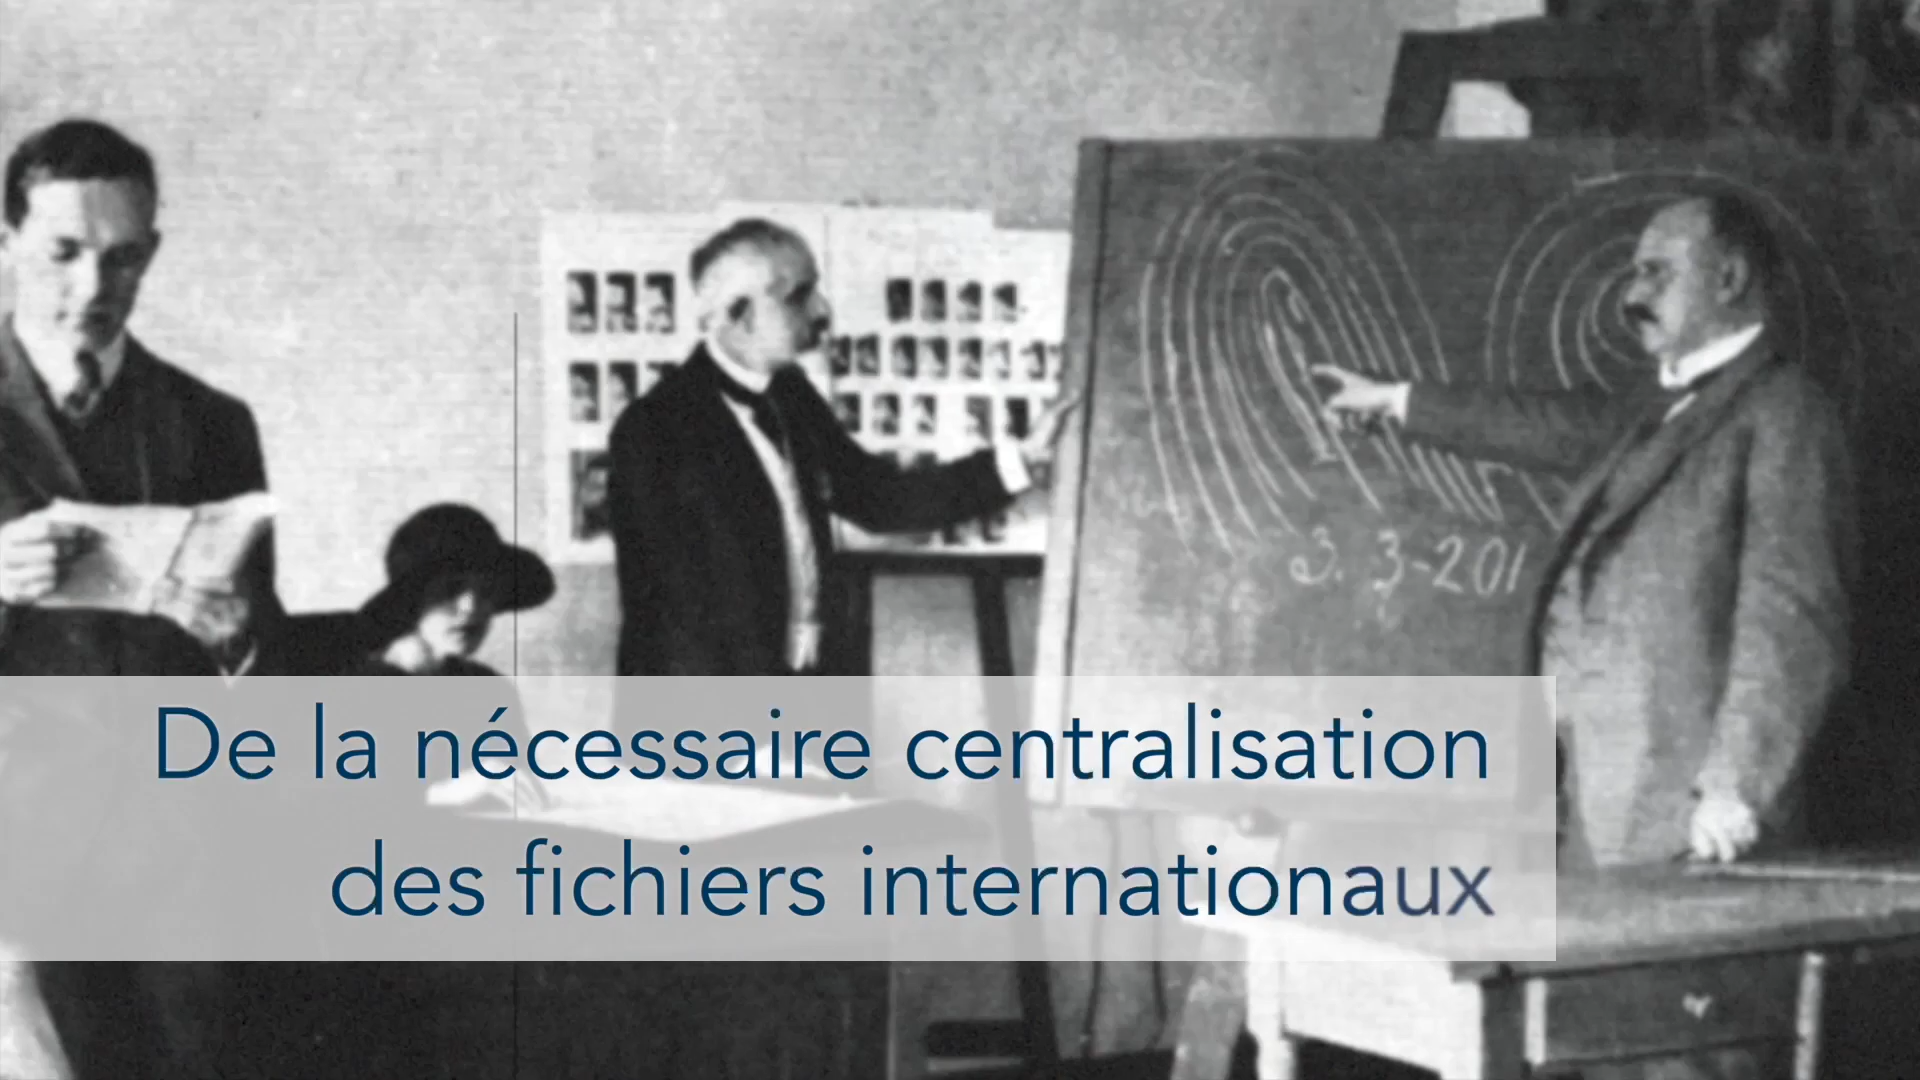 3. 3-201
De la nécessaire centralisation
des fichiers internationaux